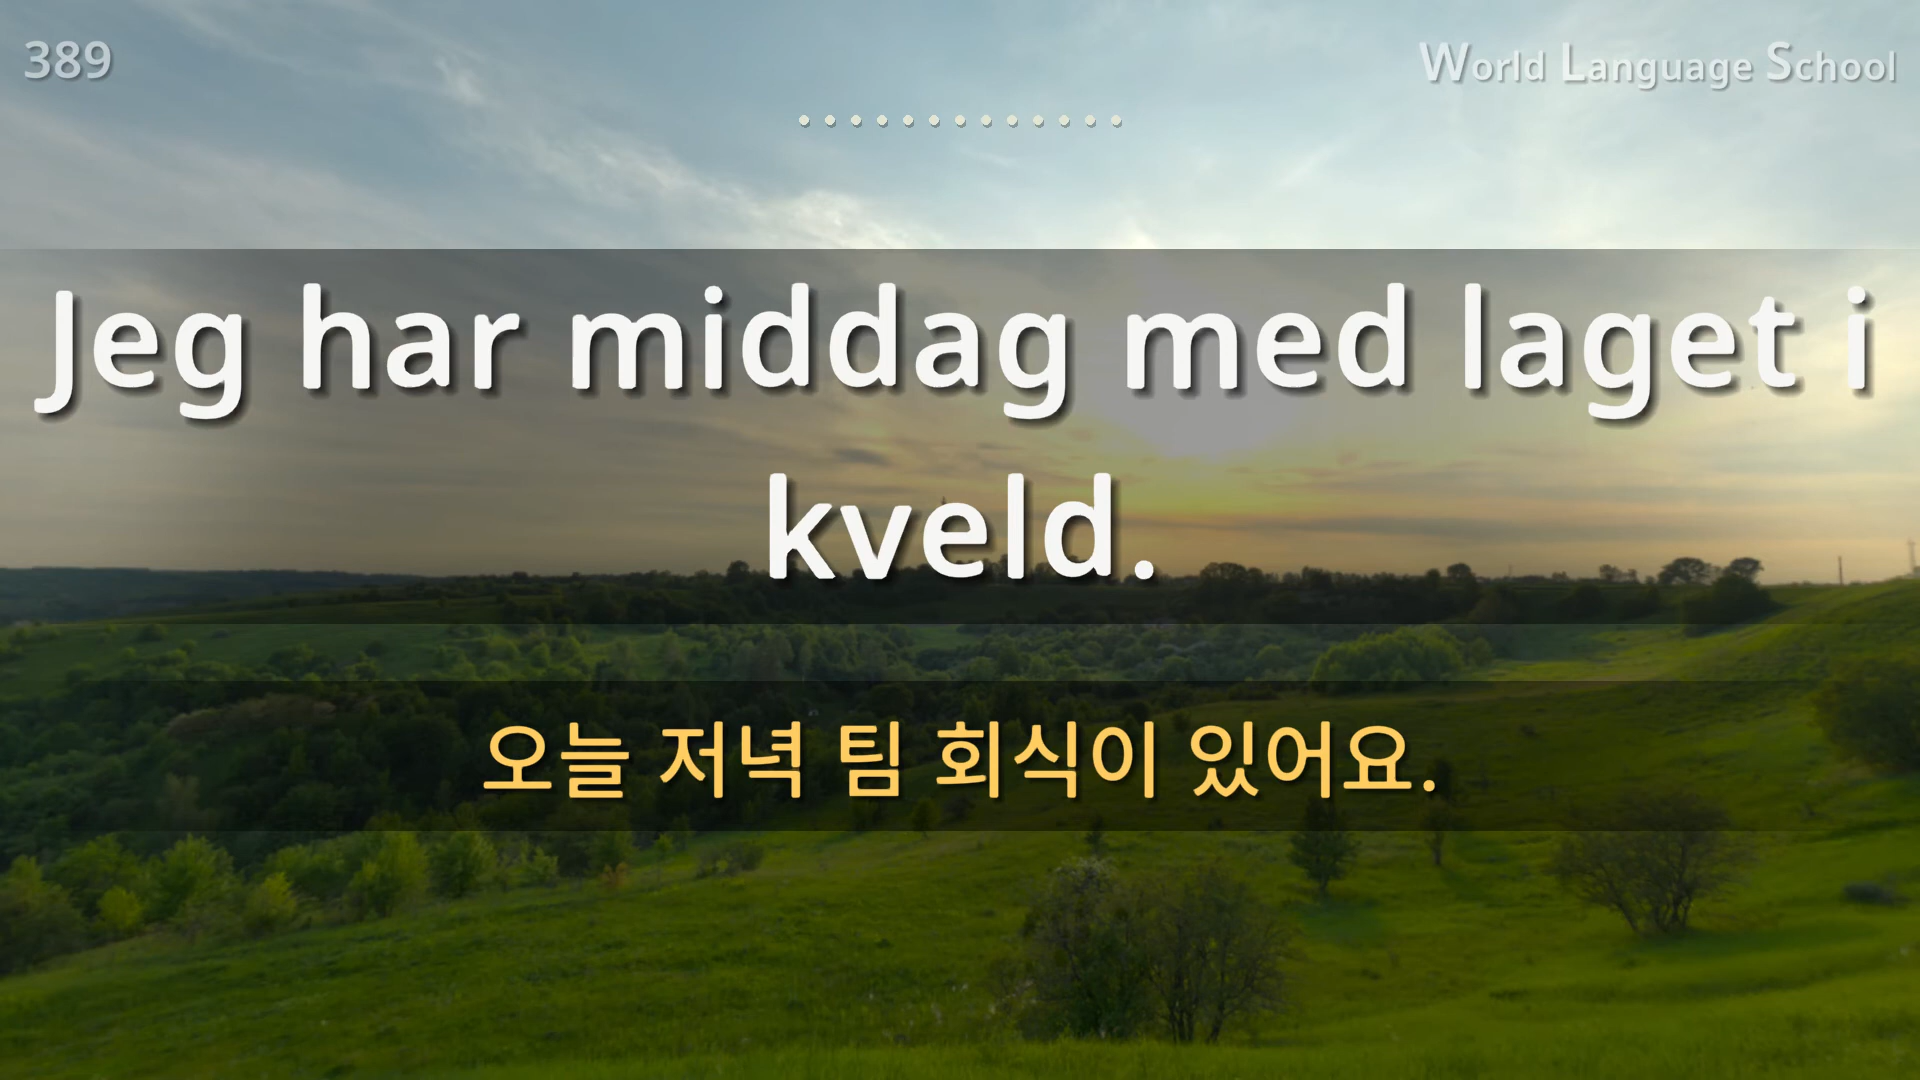 389
World Language School
Jeg har middag med laget i
kveld.
오늘 저녁 팀 회식이 있어요.